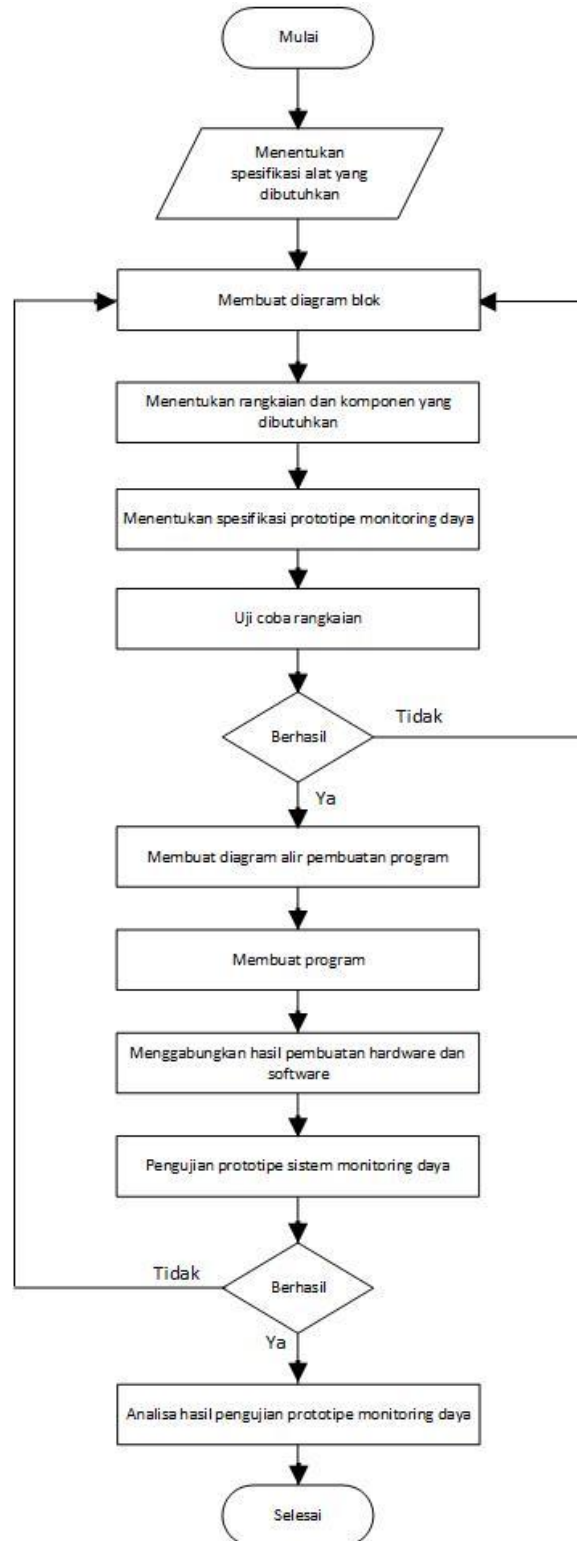 Mulai
Menentukan
spesifikasi alat yang
dibutuhkan
Membuat diagram blok
Menentukan rangkaian dan komponen yang
dibutuhkan
Menentukan spesifikasi prototipe monitoring daya
Uji coba rangkaian
Berhasil
Tidak
Ya
Membuat diagram alir pembuatan program
Membuat program
Menggabungkan hasil pembuatan hardware dan
software
Pengujian prototipe sistem monitoring daya
Tidak
Berhasil
Ya
Analisa hasil pengujian prototipe monitoring daya
Selesai